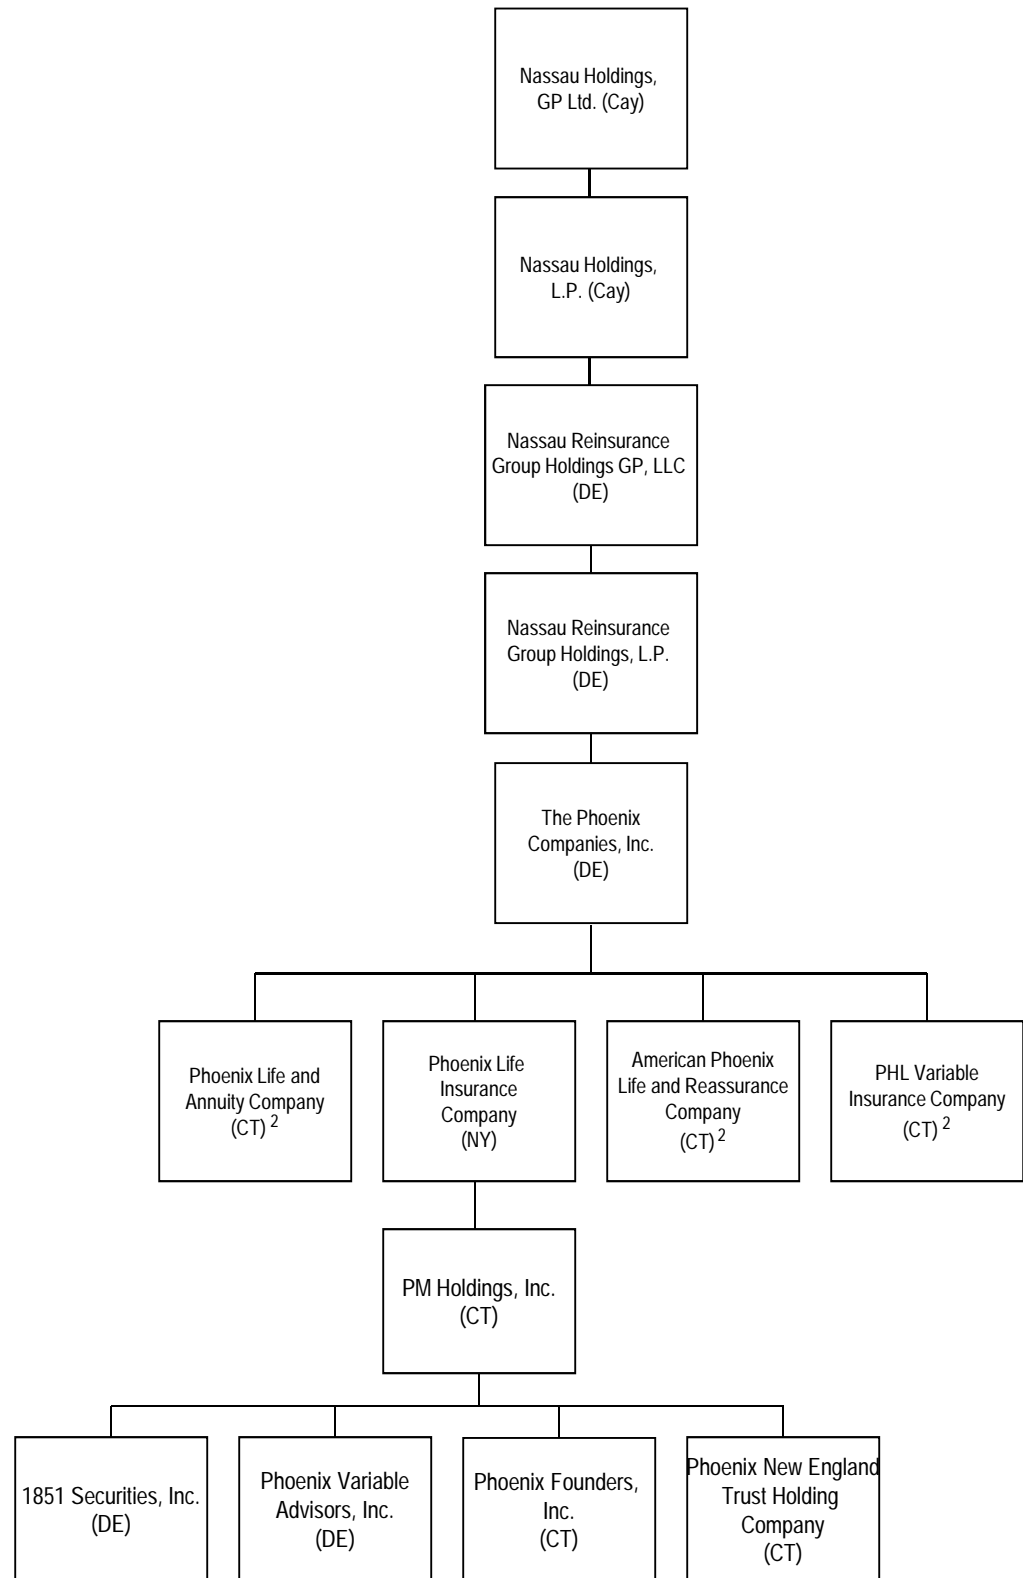 Nassau Holdings,
GP Ltd. (Cay)
Nassau Holdings,
L.P. (Cay)
Nassau Reinsurance
Group Holdings GP, LLC
(DE)
Nassau Reinsurance
Group Holdings, L.P.
(DE)
The Phoenix
Companies, Inc.
(DE)
Phoenix Life and
Annuity Company
(CT) 2
Phoenix Life
Insurance
Company
(NY)
American Phoenix
Life and Reassurance
Company
(CT) 2
PHL Variable
Insurance Company
(CT) 2
PM Holdings, Inc.
(CT)
1851 Securities, Inc.
(DE)
Phoenix Variable
Advisors, Inc.
(DE)
Phoenix Founders,
Inc.
(CT)
Phoenix New England
Trust Holding
Company
(CT)